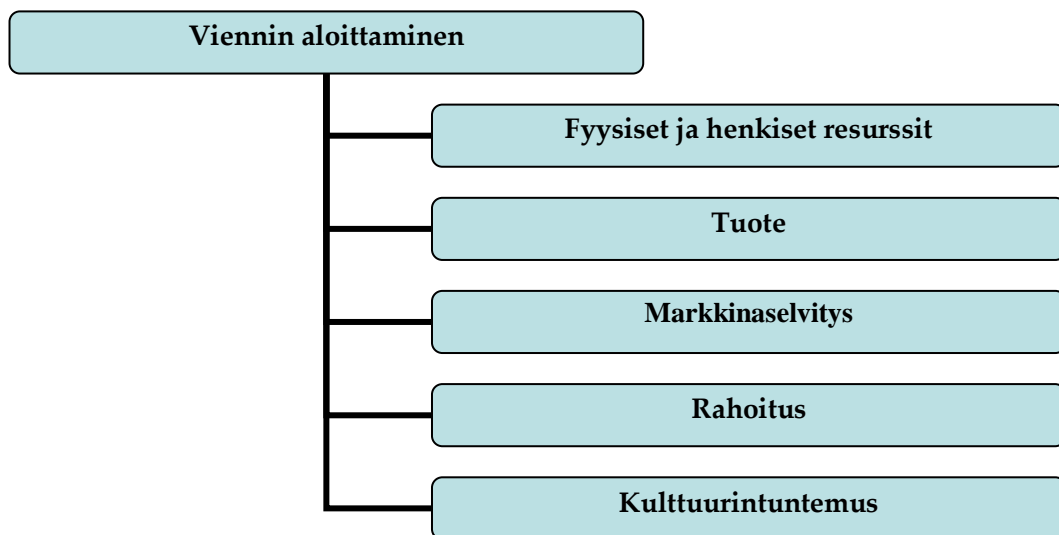 Viennin aloittaminen
Fyysiset ja henkiset resurssit
Tuote
Markkinaselvitys
Rahoitus
Kulttuurintuntemus